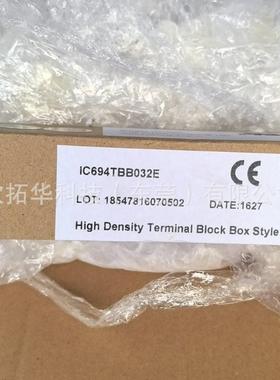 iC694TBB032E
CE
LOT: 18547816070502 DATE:1627
拓华科技（东莞）有限公
High Density Terminal Block Box Style